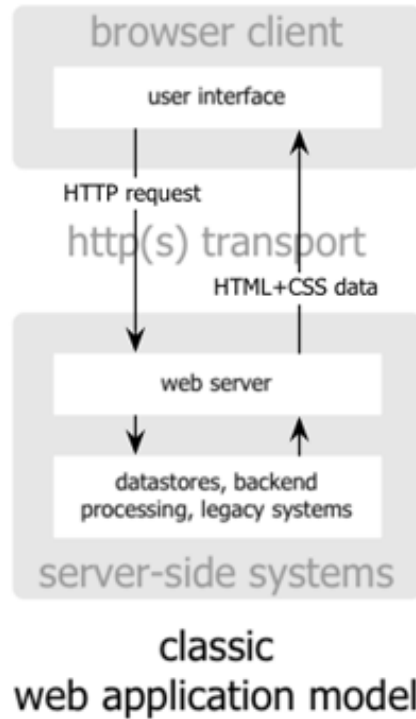 browser client
user interface
HTTP request
http(s) transport
HTML+CSS data
web server
datastores, backend
processing, legacy systems
server-side systems
classic
web application model